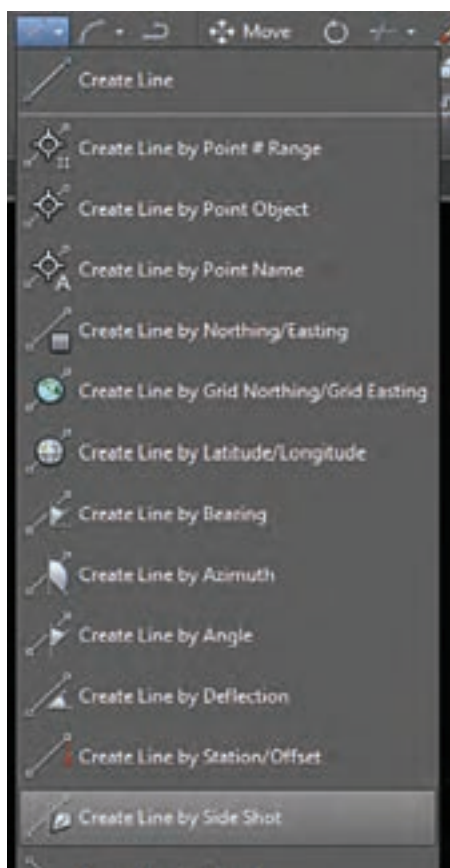 Move
Create Line
Create Line by Point # Range
Create Line by Point Object
Create Line by Point Name
Create Line by Northing/Easting
Create Line by Grid Northing/Grid Easting
Create Line by Latitude/Longitude
Create Line by Bearing
Create Line by Azimuth
Create Line by Angle
Create Line by Deflection
Create Line by Station/Offset
Create Line by Side Shot